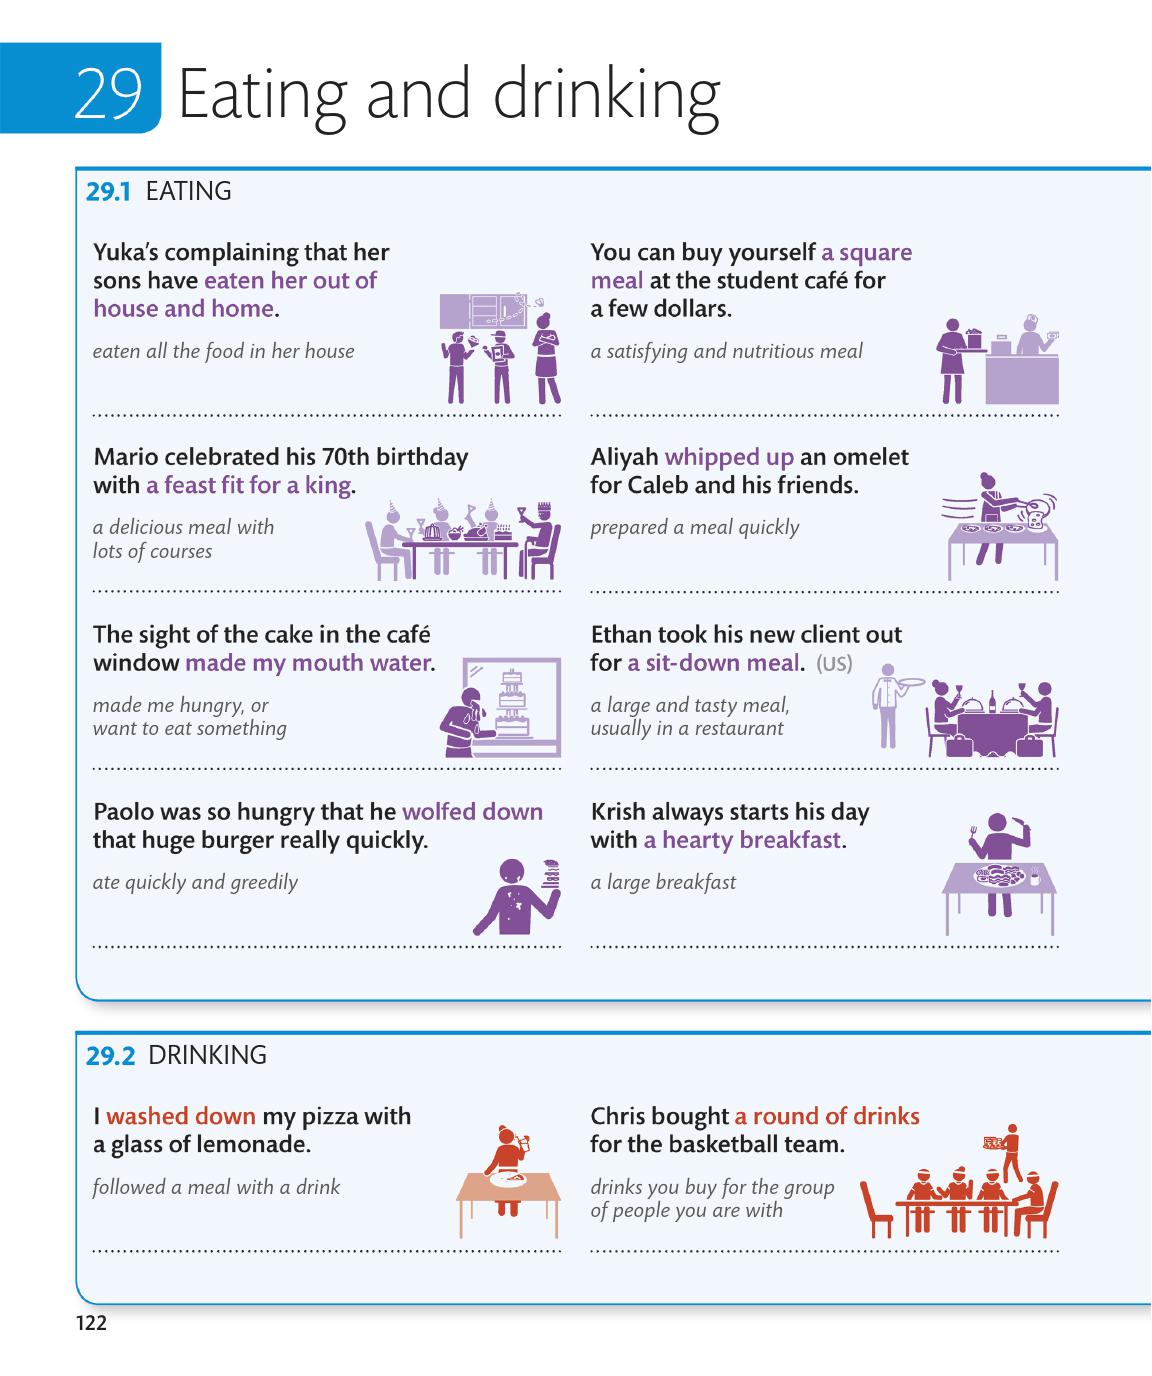 29 Eating and drinking
29.1 EATING
Yuka’s complaining that her
sons have eaten her out of
house and home.
eaten all the food in her house
You can buy yourself a square
meal at the student café for
a few dollars.
a satisfying and nutritious meal
Mario celebrated his 70th birthday
with a feast fit for a king.
a delicious meal with
lots of courses
Aliyah whipped up an omelet
for Caleb and his friends.
prepared a meal quickly
The sight of the cake in the café
window made my mouth water.
made me hungry, or
want to eat something
Ethan took his new client out
for a sit-down meal. (US)
a large and tasty meal,
usually in a restaurant
Paolo was so hungry that he wolfed down
that huge burger really quickly.
ate quickly and greedily
Krish always starts his day
with a hearty breakfast.
a large breakfast
29.2 DRINKING
I washed down my pizza with
a glass of lemonade.
followed a meal with a drink
Chris bought a round of drinks
for the basketball team.
drinks you buy for the group
of people you are with
122